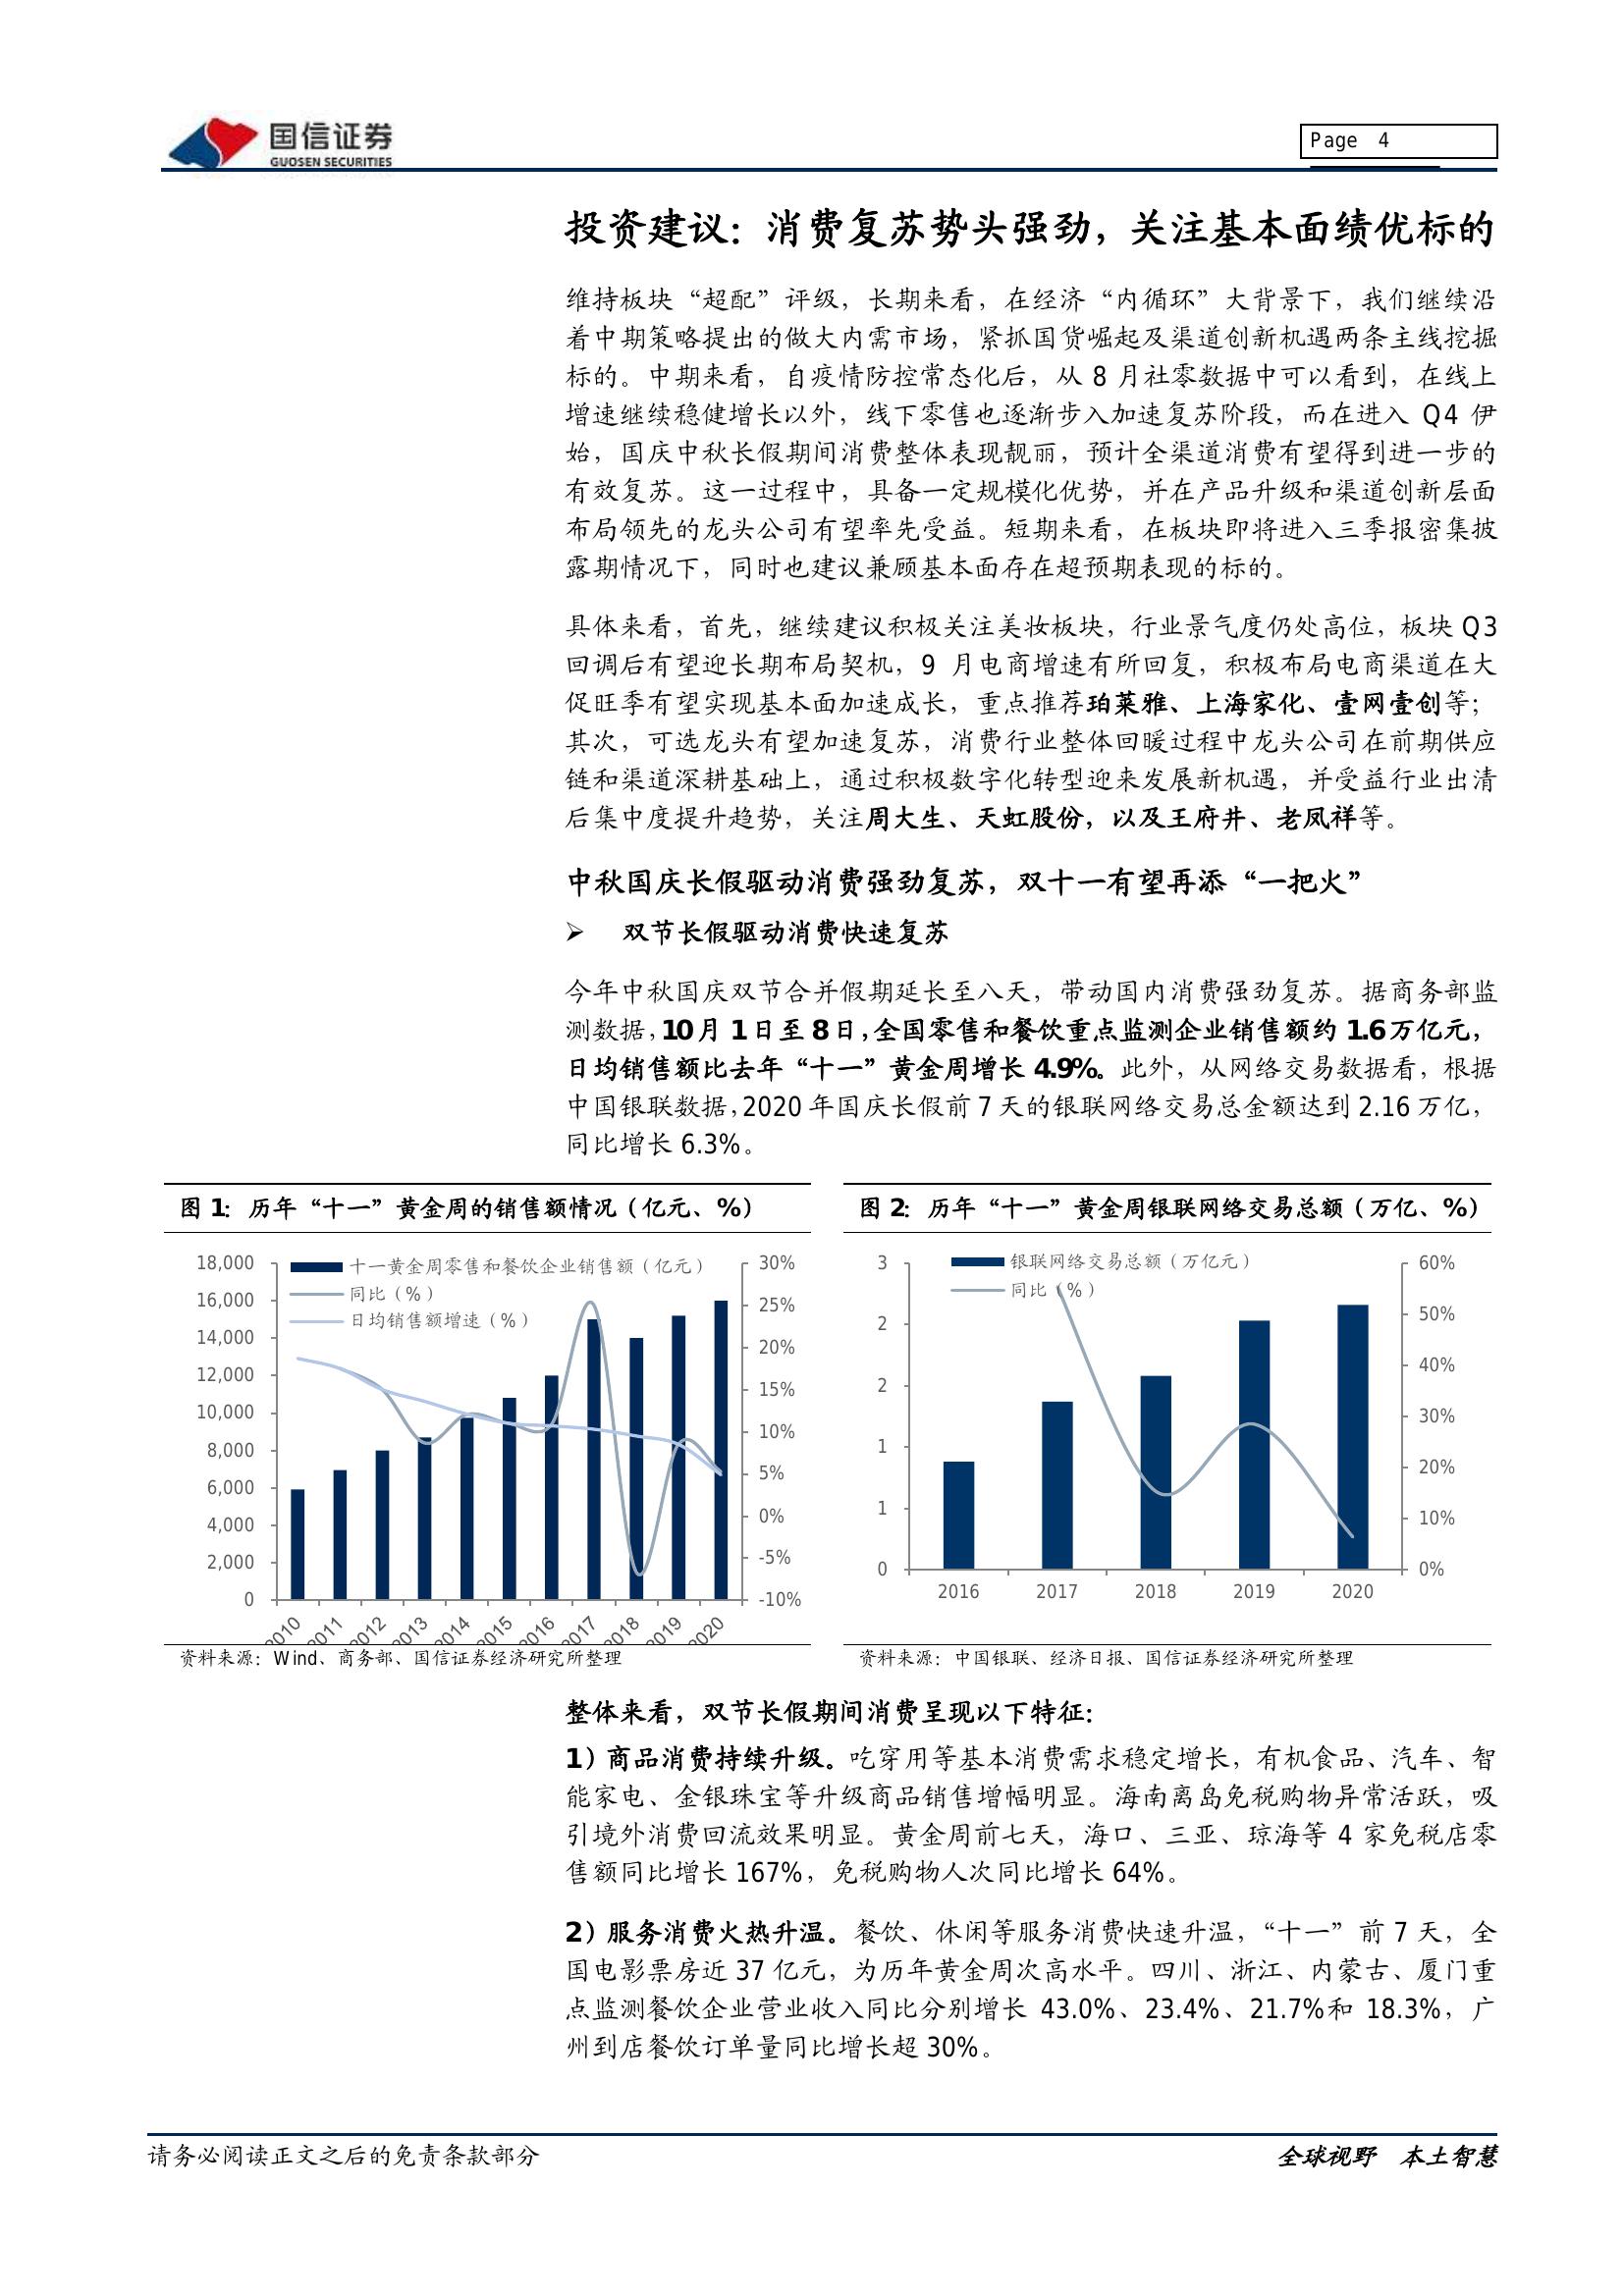 国信证券
GUOSEN SECURITIES
Page 4
投资建议：消费复苏势头强劲，关注基本面绩优标的
维持板块“超配”评级，长期来看，在经济“内循环”大背景下，我们继续沿
着中期策略提出的做大内需市场，紧抓国货崛起及渠道创新机遇两条主线挖掘
标的。中期来看，自疫情防控常态化后，从 8 月社零数据中可以看到，在线上
增速继续稳健增长以外，线下零售也逐渐步入加速复苏阶段，而在进入 Q4 伊
始，国庆中秋长假期间消费整体表现靓丽，预计全渠道消费有望得到进一步的
有效复苏。这一过程中，具备一定规模化优势，并在产品升级和渠道创新层面
布局领先的龙头公司有望率先受益。短期来看，在板块即将进入三季报密集披
露期情况下，同时也建议兼顾基本面存在超预期表现的标的。
具体来看，首先，继续建议积极关注美妆板块，行业景气度仍处高位，板块 Q3
回调后有望迎长期布局契机，9 月电商增速有所回复，积极布局电商渠道在大
促旺季有望实现基本面加速成长，重点推荐珀莱雅、上海家化、壹网壹创等；
其次，可选龙头有望加速复苏，消费行业整体回暖过程中龙头公司在前期供应
链和渠道深耕基础上，通过积极数字化转型迎来发展新机遇，并受益行业出清
后集中度提升趋势，关注周大生、天虹股份，以及王府井、老凤祥等。
中秋国庆长假驱动消费强劲复苏，双十一有望再添“一把火”
➢ 双节长假驱动消费快速复苏
今年中秋国庆双节合并假期延长至八天，带动国内消费强劲复苏。据商务部监
测数据，10月 1日至 8日，全国零售和餐饮重点监测企业销售额约 1.6万亿元，
日均销售额比去年“十一”黄金周增长 4.9%。此外，从网络交易数据看，根据
中国银联数据，2020 年国庆长假前 7 天的银联网络交易总金额达到 2.16 万亿，
同比增长 6.3%。
图 1：历年“十一”黄金周的销售额情况（亿元、%）
18,000
16,000
14,000
12,000
10,000
8,000
6,000
4,000
2,000
0
十一黄金周零售和餐饮企业销售额（亿元）
同比（%）
日均销售额增速（%）
30%
25%
20%
15%
10%
5%
0%
-5%
-10%
2010 2011 2012 2013 2014 2015 2016 2017 2018 2019 2020
资料来源：Wind、商务部、国信证券经济研究所整理
图 2：历年“十一”黄金周银联网络交易总额（万亿、%）
3
2
2
1
1
0
银联网络交易总额（万亿元）
同比（%）
60%
50%
40%
30%
20%
10%
0%
2016 2017 2018 2019 2020
资料来源：中国银联、经济日报、国信证券经济研究所整理
整体来看，双节长假期间消费呈现以下特征：
1）商品消费持续升级。吃穿用等基本消费需求稳定增长，有机食品、汽车、智
能家电、金银珠宝等升级商品销售增幅明显。海南离岛免税购物异常活跃，吸
引境外消费回流效果明显。黄金周前七天，海口、三亚、琼海等 4 家免税店零
售额同比增长 167%，免税购物人次同比增长 64%。
2）服务消费火热升温。餐饮、休闲等服务消费快速升温，“十一”前 7 天，全
国电影票房近 37 亿元，为历年黄金周次高水平。四川、浙江、内蒙古、厦门重
点监测餐饮企业营业收入同比分别增长 43.0%、23.4%、21.7%和 18.3%，广
州到店餐饮订单量同比增长超 30%。
请务必阅读正文之后的免责条款部分
全球视野 本土智慧